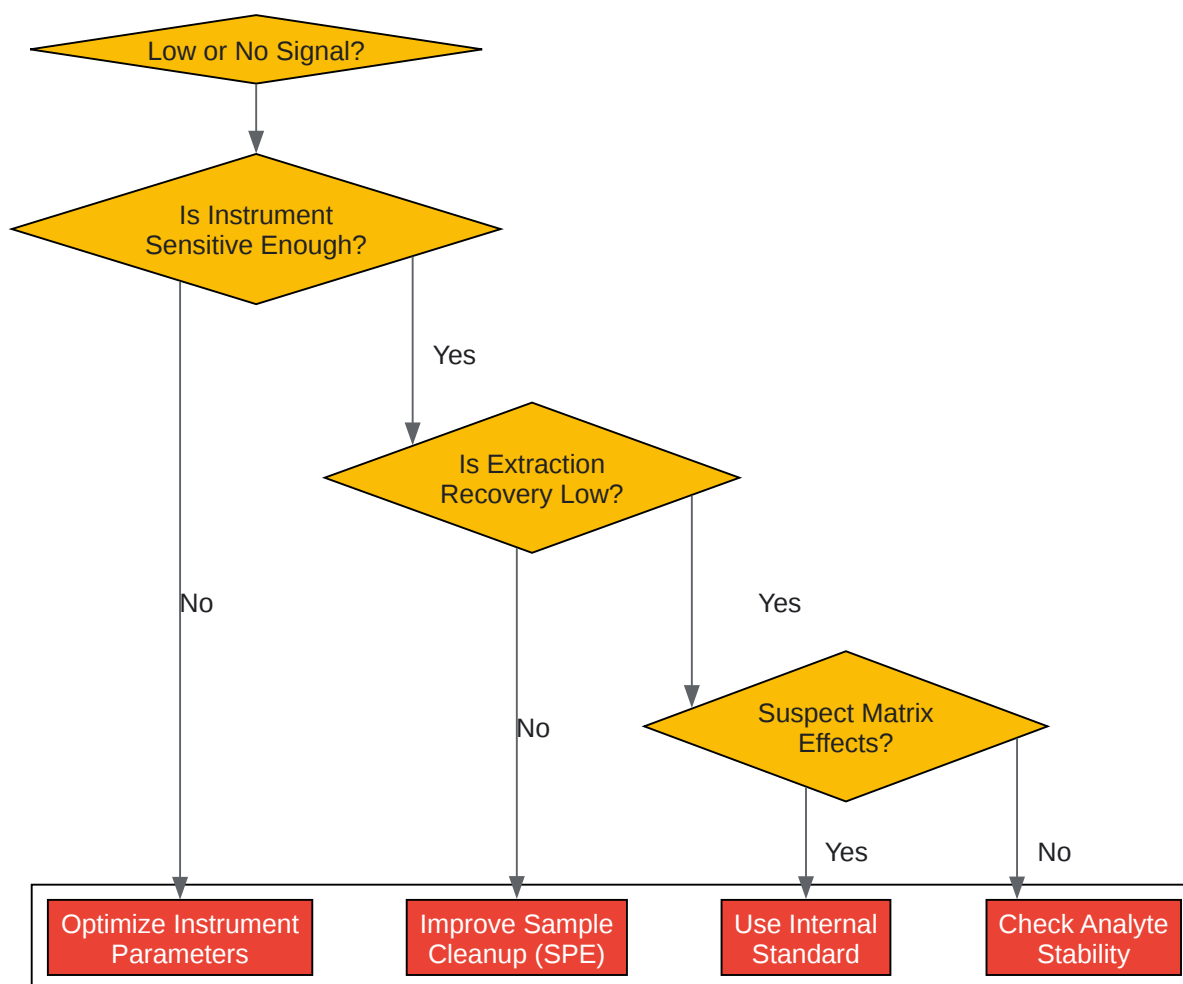 Low or No Signal?
Is Instrument
Sensitive Enough?
Yes
Is Extraction
Recovery Low?
No
Yes
Suspect Matrix
Effects?
No
Yes
No
Optimize Instrument
Parameters
Improve Sample
Cleanup (SPE)
Use Internal
Standard
Check Analyte
Stability